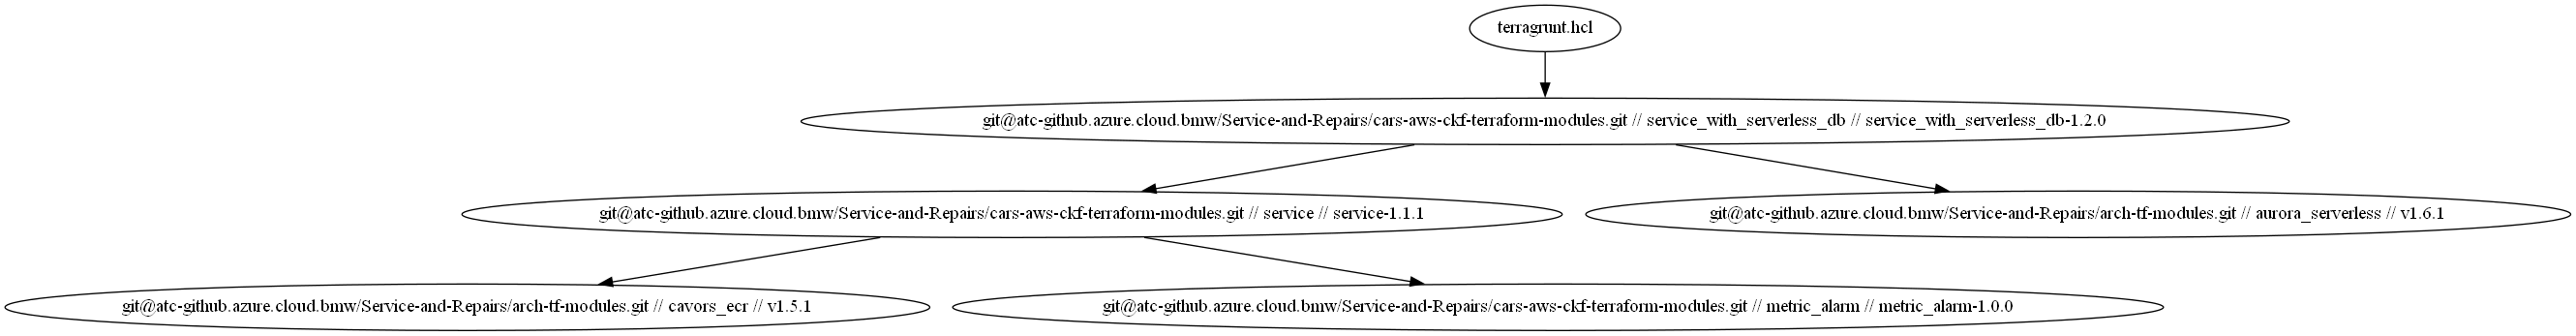 terragrunt.hcl
git@atc-github.azure.cloud.bmw/Service-and-Repairs/cars-aws-ckf-terraform-modules.git // service_with_serverless_db // service_with_serverless_db-1.2.0
git@atc-github.azure.cloud.bmw/Service-and-Repairs/cars-aws-ckf-terraform-modules.git // service // service-1.1.1
git@atc-github.azure.cloud.bmw/Service-and-Repairs/arch-tf-modules.git // aurora_serverless // v1.6.1
git@atc-github.azure.cloud.bmw/Service-and-Repairs/arch-tf-modules.git // cavors_ecr // v1.5.1
git@atc-github.azure.cloud.bmw/Service-and-Repairs/cars-aws-ckf-terraform-modules.git // metric_alarm // metric_alarm-1.0.0